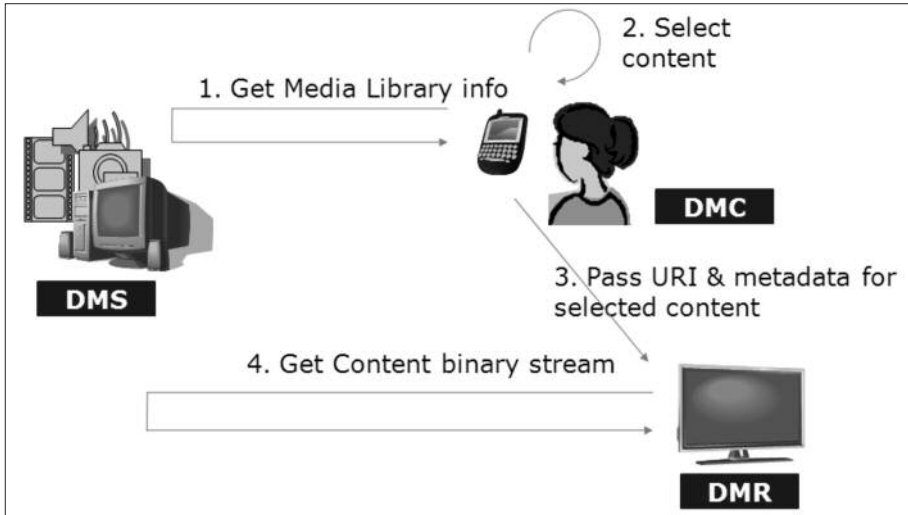 2. Select
content
1. Get Media Library info
DMC
3. Pass URI & metadata for
selected content
DMS
4. Get Content binary stream
DMR